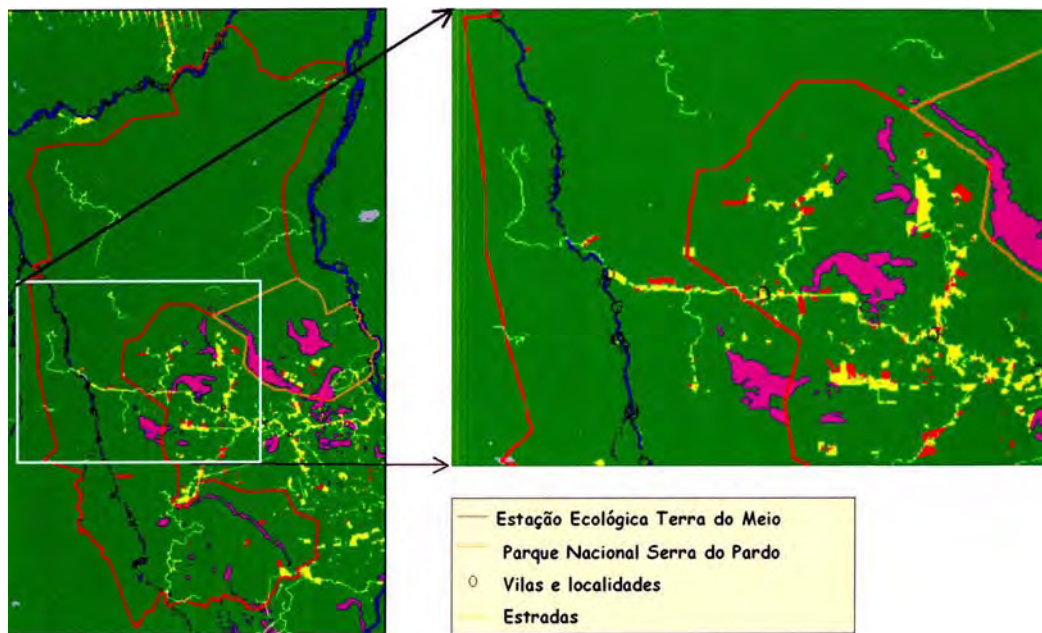 Estação Ecológica Terra do Meio
Parque Nacional Serra do Pardo
Vilas e localidades
Estradas